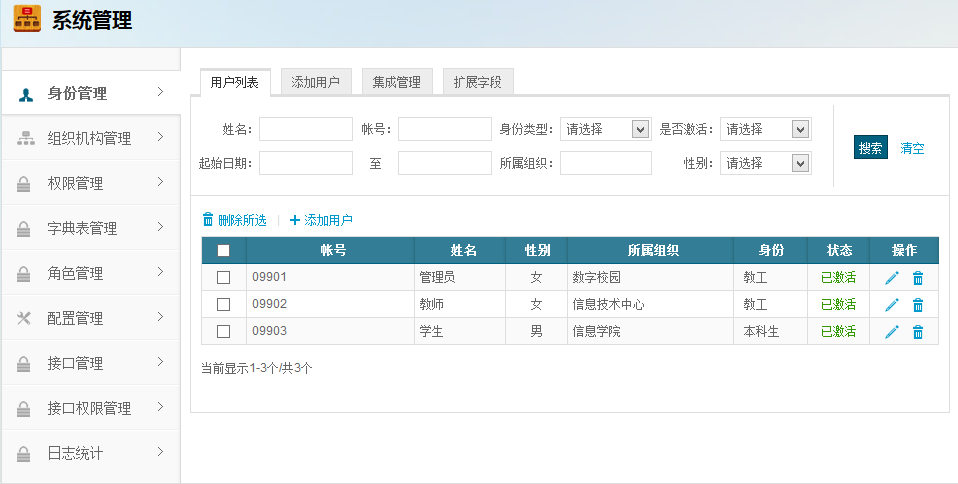 系统管理
身份管理
组织机构管理
权限管理
字典表管理
角色管理
配置管理
接口管理
接口权限管理
日志统计
用户列表 添加用户 集成管理 扩展字段
姓名： 帐号： 身份类型： 请选择 是否激活： 请选择
起始日期： 至 所属组织： 性别： 请选择
搜索 清空
删除所选 | 添加用户
帐号 姓名 性别 所属组织 身份 状态 操作
09901 管理员 女 数字校园 教工 已激活
09902 教师 女 信息技术中心 教工 已激活
09903 学生 男 信息学院 本科生 已激活
当前显示1-3个/共3个